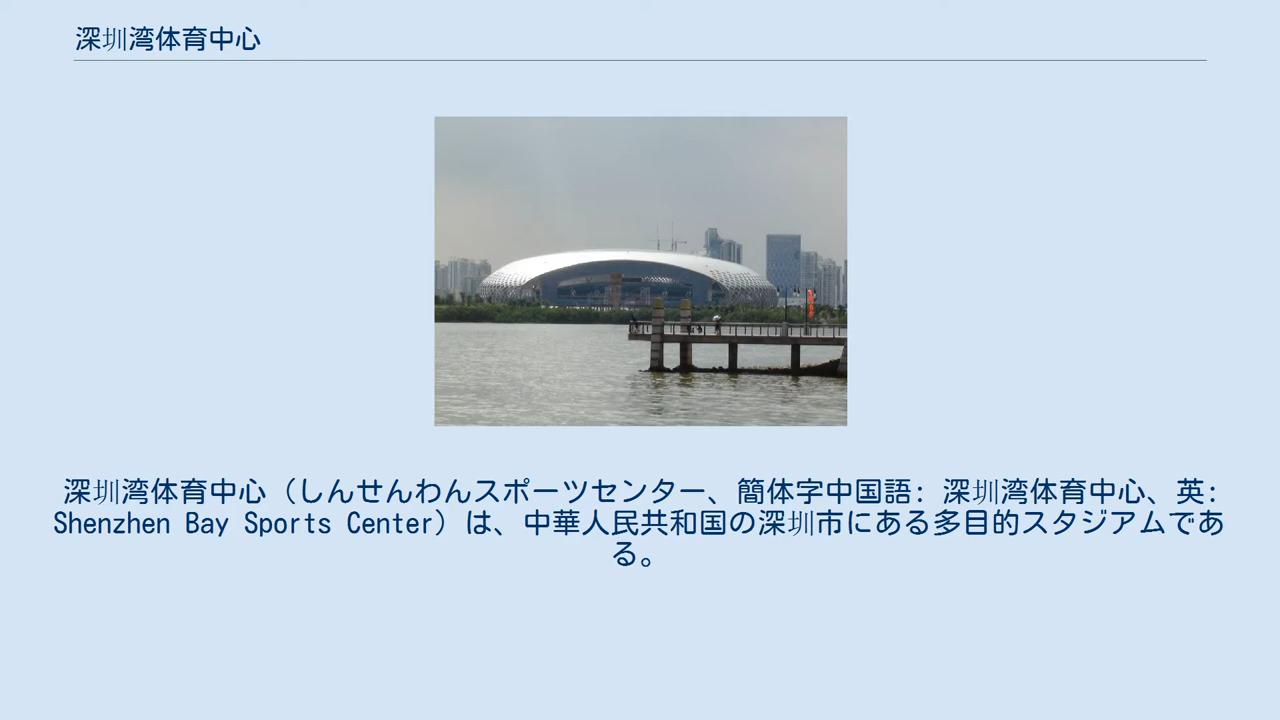 深圳湾体育中心
深圳湾体育中心（しんせんわんスポーツセンター、簡体字中国語: 深圳湾体育中心、英:
Shenzhen Bay Sports Center）は、中華人民共和国の深圳市にある多目的スタジアムであ
る。